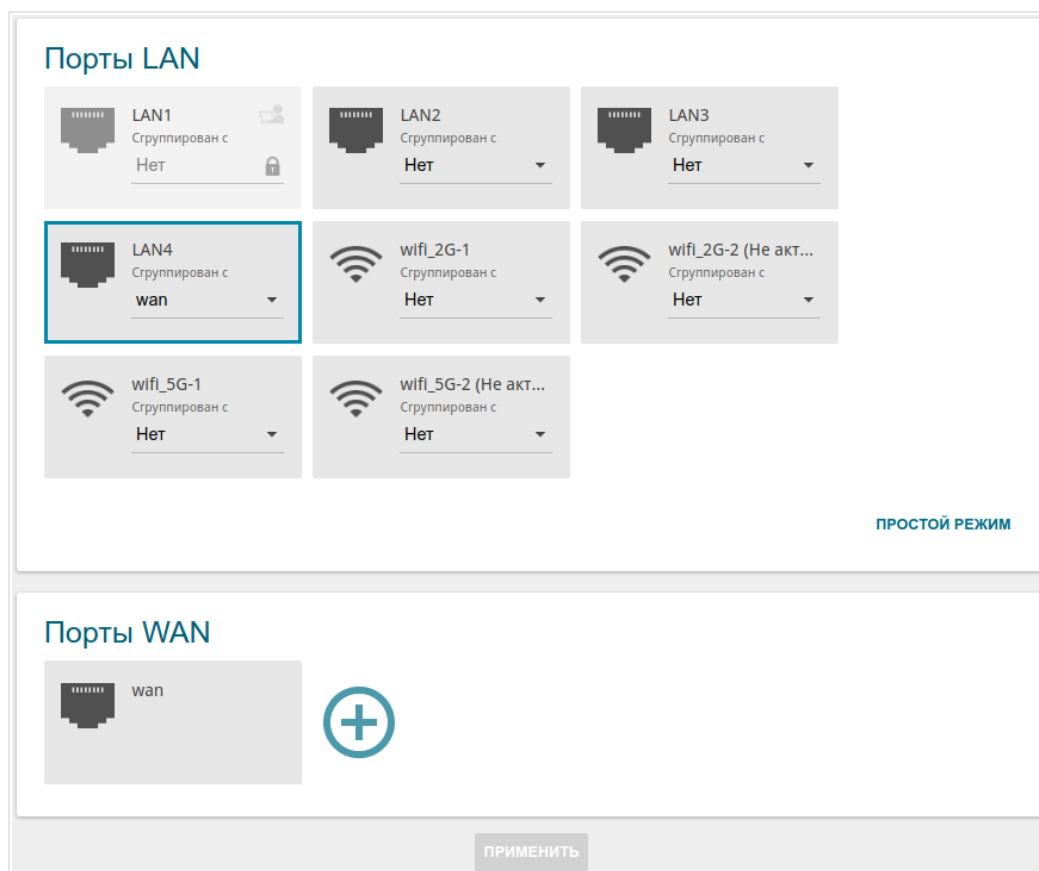 Порты LAN
LAN1
Сгруппирован с
Нет
LAN2
Сгруппирован с
Нет
LAN3
Сгруппирован с
Нет
LAN4
Сгруппирован с
wan
wifi_2G-1
Сгруппирован с
Нет
wifi_2G-2 (Не акт...
Сгруппирован с
Нет
wifi_5G-1
Сгруппирован с
Нет
wifi_5G-2 (Не акт...
Сгруппирован с
Нет
ПРОСТОЙ РЕЖИМ
Порты WAN
wan
ПРИМЕНИТЬ